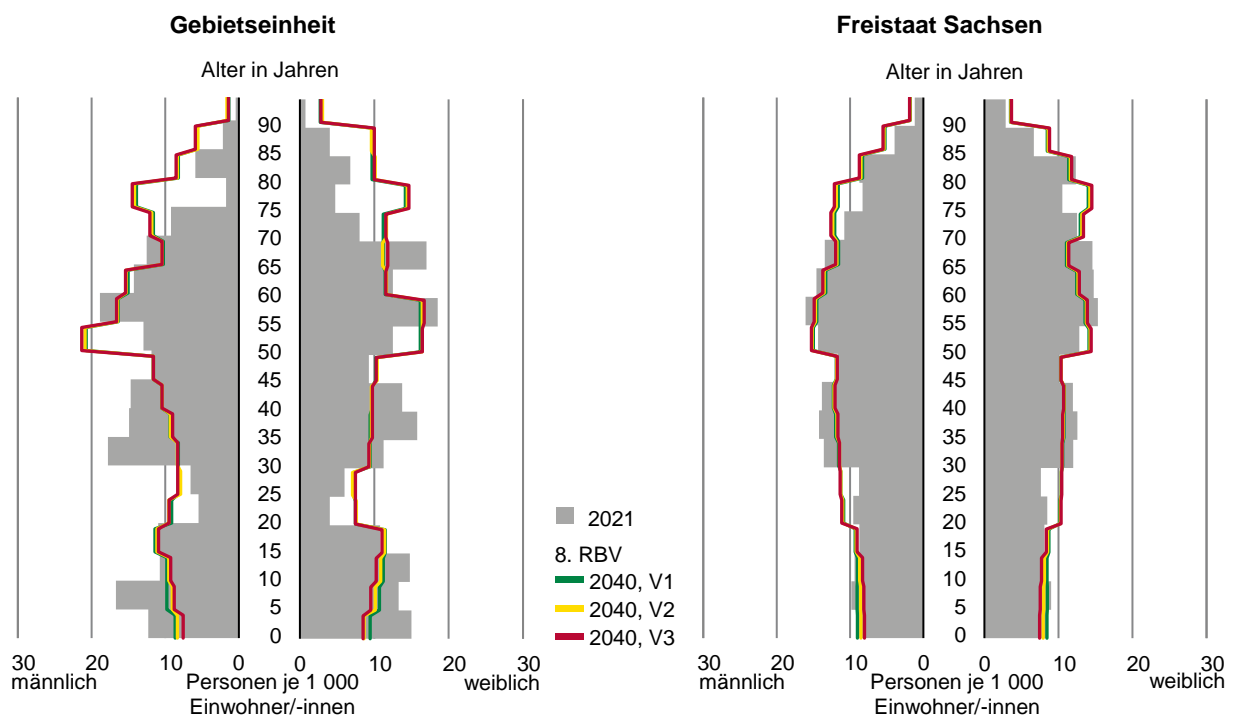 Gebietseinheit
Alter in Jahren
90
85
80
75
70
65
60
55
50
45
40
35
30
25
20
15
10
5
0
30 20 10 0 0 10 20 30
männlich Personen je 1 000 weiblich
Einwohner/-innen
2021
8. RBV
2040, V1
2040, V2
2040, V3
Freistaat Sachsen
Alter in Jahren
90
85
80
75
70
65
60
55
50
45
40
35
30
25
20
15
10
5
0
30 20 10 0 0 10 20 30
männlich Personen je 1 000 weiblich
Einwohner/-innen